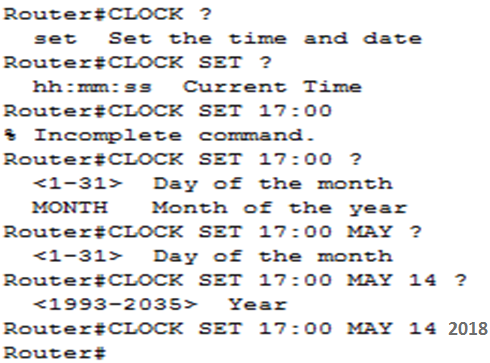 Router#CLOCK ?
set Set the time and date
Router#CLOCK SET ?
hh:mm:ss Current Time
Router#CLOCK SET 17:00
% Incomplete command.
Router#CLOCK SET 17:00 ?
<1-31> Day of the month
MONTH Month of the year
Router#CLOCK SET 17:00 MAY ?
<1-31> Day of the month
Router#CLOCK SET 17:00 MAY 14 ?
<1993-2035> Year
Router#CLOCK SET 17:00 MAY 14 2018
Router#